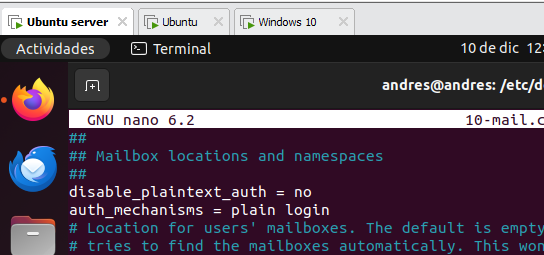 Ubuntu server
Ubuntu
Windows 10
Actividades
Terminal
10 de dic
andres@andres: /etc/d
GNU nano 6.2
10-mail.c
##
## Mailbox locations and namespaces
##
disable_plaintext_auth = no
auth_mechanisms = plain login
# Location for users' mailboxes. The default is empty
# tries to find the mailboxes automatically. This won